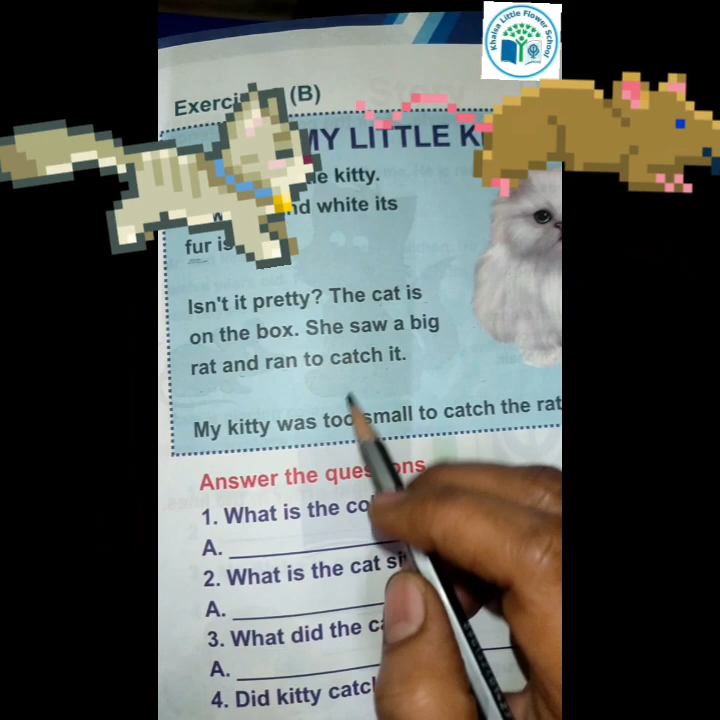 Khalsa Little Flower School
Exerci (B)
MY LITTLE K
le kitty.
nd white its
fur is
Isn't it pretty? The cat is
on the box. She saw a big
rat and ran to catch it.
My kitty was too small to catch the rat
Answer the questions
1. What is the co
A.
2. What is the cat si
A.
3. What did the ca
A.
4. Did kitty catc